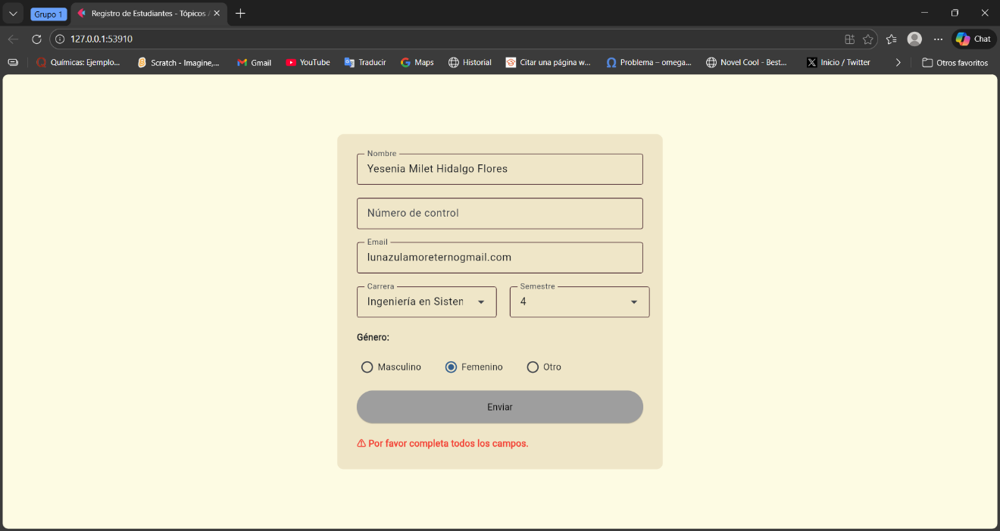 Grupo 1
Registro de Estudiantes - Tópicos
127.0.0.1:53910
Chat
Químicas: Ejemplo...
Scratch - Imagine,...
Gmail
YouTube
Traducir
Maps
Historial
Citar una página w...
Problema – omega...
Novel Cool - Best...
Inicio / Twitter
Otros favoritos
Nombre
Yesenia Milet Hidalgo Flores
Número de control
Email
lunazulamoreternogmail.com
Carrera
Semestre
Ingeniería en Sisten
4
Género:
Masculino
Femenino
Otro
Enviar
⚠ Por favor completa todos los campos.